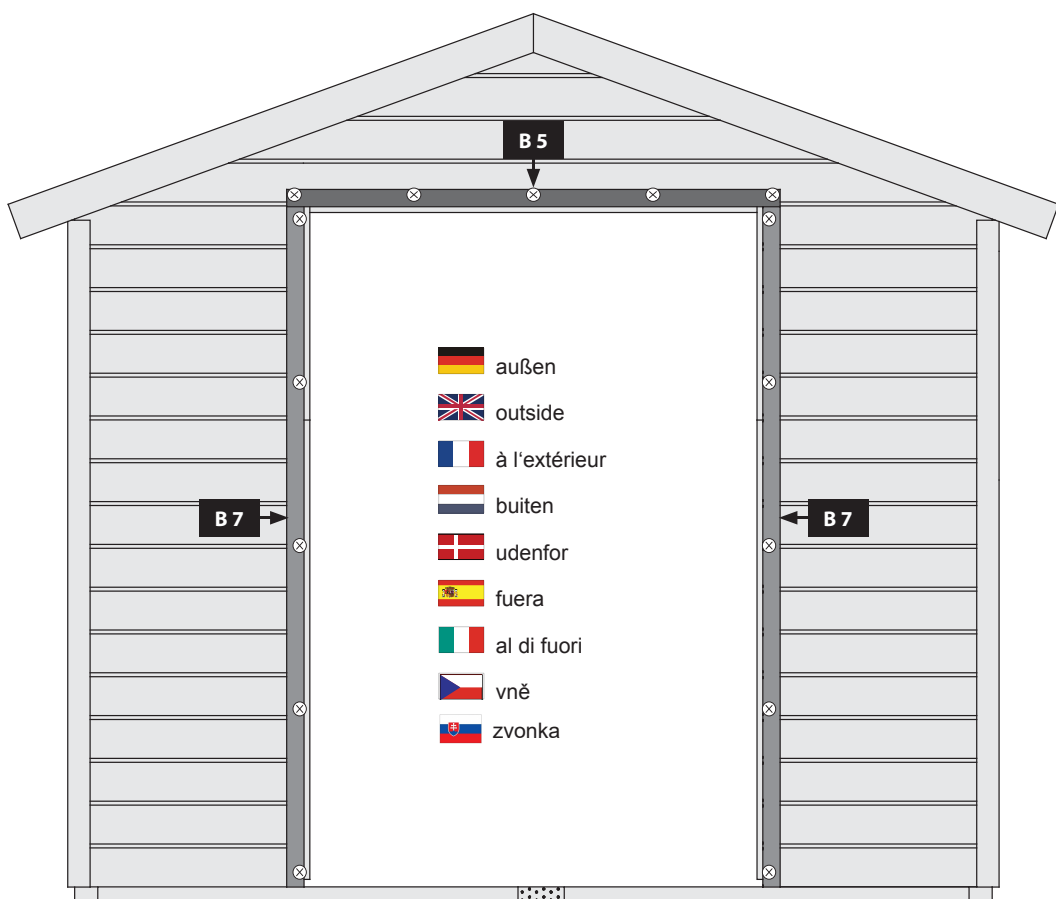 B 5
außen
outside
à l‘extérieur
buiten
B 7
B 7
udenfor
fuera
al di fuori
vně
zvonka